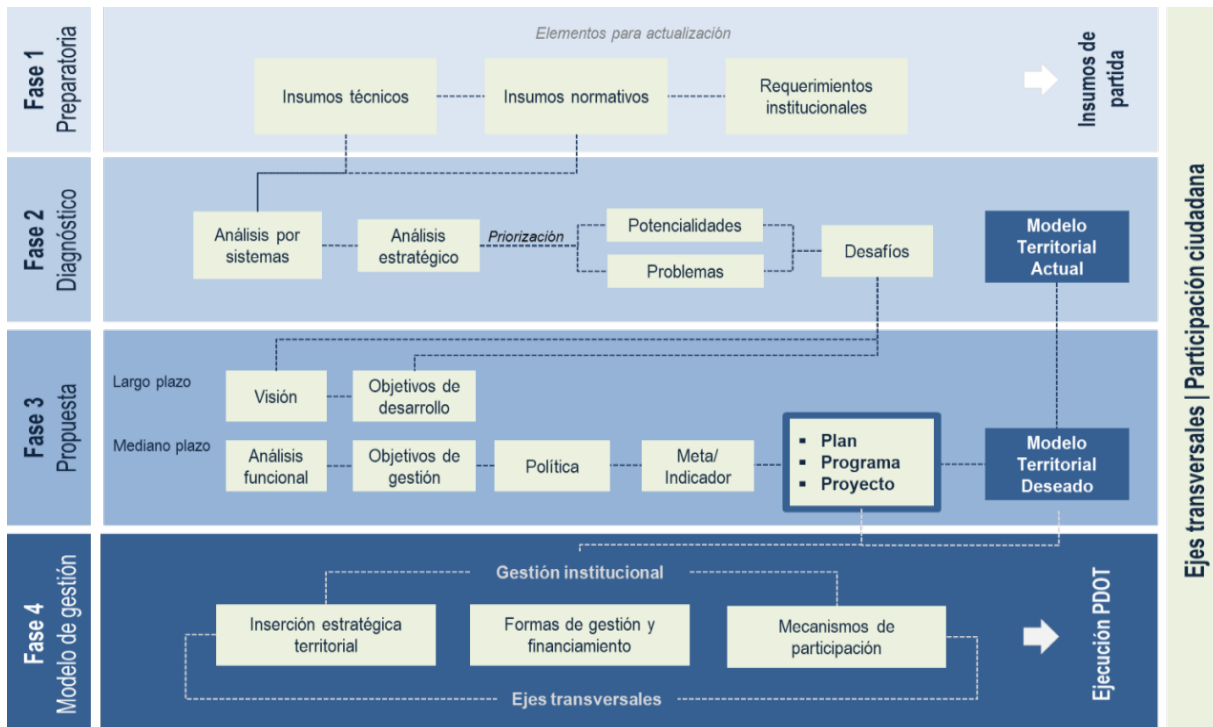 Fase 1
Preparatoria
Elementos para actualización
Insumos técnicos
Insumos normativos
Requerimientos
institucionales
Insumos de
partida
Fase 2
Diagnóstico
Análisis por
sistemas
Análisis
estratégico
Priorización
Potencialidades
Problemas
Desafíos
Modelo
Territorial
Actual
Fase 3
Propuesta
Largo plazo
Visión
Objetivos de
desarrollo
Mediano plazo
Análisis
funcional
Objetivos de
gestión
Política
Meta/
Indicador
▪ Plan
▪ Programa
▪ Proyecto
Modelo
Territorial
Deseado
Fase 4
Modelo de gestión
Gestión institucional
Inserción estratégica
territorial
Formas de gestión y
financiamiento
Mecanismos de
participación
Ejes transversales
Ejecución PDOT
Ejes transversales | Participación ciudadana